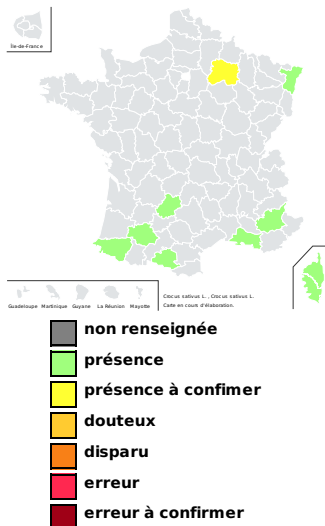 Île-de-France
Guadeloupe Martinique Guyane La Réunion Mayotte
Crocus sativus L. , Crocus sativus L.
Carte en cours d'élaboration.
non renseignée
présence
présence à confimer
douteux
disparu
erreur
erreur à confirmer